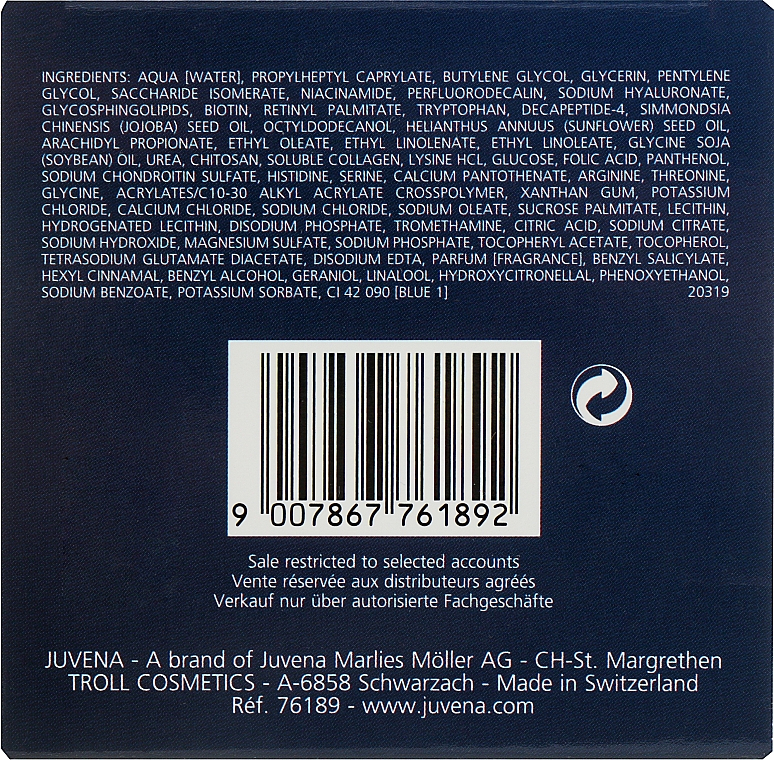 INGREDIENTS: AQUA [WATER], PROPYLHEPTYL CAPRYLATE, BUTYLENE GLYCOL, GLYCERIN, PENTYLENE
GLYCOL, SACCHARIDE ISOMERATE, NIACINAMIDE, PERFLUORODECALIN, SODIUM HYALURONATE,
GLYCOSPHINGOLIPIDS, BIOTIN, RETINYL PALMITATE, TRYPTOPHAN, DECAPEPTIDE-4, SIMMONDSIA
CHINENSIS (JOJOBA) SEED OIL, OCTYLDODECANOL, HELIANTHUS ANNUUS (SUNFLOWER) SEED OIL,
ARACHIDYL PROPIONATE, ETHYL OLEATE, ETHYL LINOLENATE, ETHYL LINOLEATE, GLYCINE SOJA
(SOYBEAN) OIL, UREA, CHITOSAN, SOLUBLE COLLAGEN, LYSINE HCL, GLUCOSE, FOLIC ACID, PANTHENOL,
SODIUM CHONDROITIN SULFATE, HISTIDINE, SERINE, CALCIUM PANTOTHENATE, ARGININE, THREONINE,
GLYCINE, ACRYLATES/C10-30 ALKYL ACRYLATE CROSSPOLYMER, XANTHAN GUM, POTASSIUM
CHLORIDE, CALCIUM CHLORIDE, SODIUM CHLORIDE, SODIUM OLEATE, SUCROSE PALMITATE, LECITHIN,
HYDROGENATED LECITHIN, DISODIUM PHOSPHATE, TROMETHAMINE, CITRIC ACID, SODIUM CITRATE,
SODIUM HYDROXIDE, MAGNESIUM SULFATE, SODIUM PHOSPHATE, TOCOPHERYL ACETATE, TOCOPHEROL,
TETRASODIUM GLUTAMATE DIACETATE, DISODIUM EDTA, PARFUM [FRAGRANCE], BENZYL SALICYLATE,
HEXYL CINNAMAL, BENZYL ALCOHOL, GERANIOL, LINALOOL, HYDROXYCITRONELLAL, PHENOXYETHANOL,
SODIUM BENZOATE, POTASSIUM SORBATE, CI 42 090 [BLUE 1] 20319
9 007867 761892
Sale restricted to selected accounts
Vente réservée aux distributeurs agréés
Verkauf nur über autorisierte Fachgeschäfte
JUVENA - A brand of Juvena Marlies Möller AG - CH-St. Margrethen
TROLL COSMETICS - A-6858 Schwarzach - Made in Switzerland
Réf. 76189 - www.juvena.com